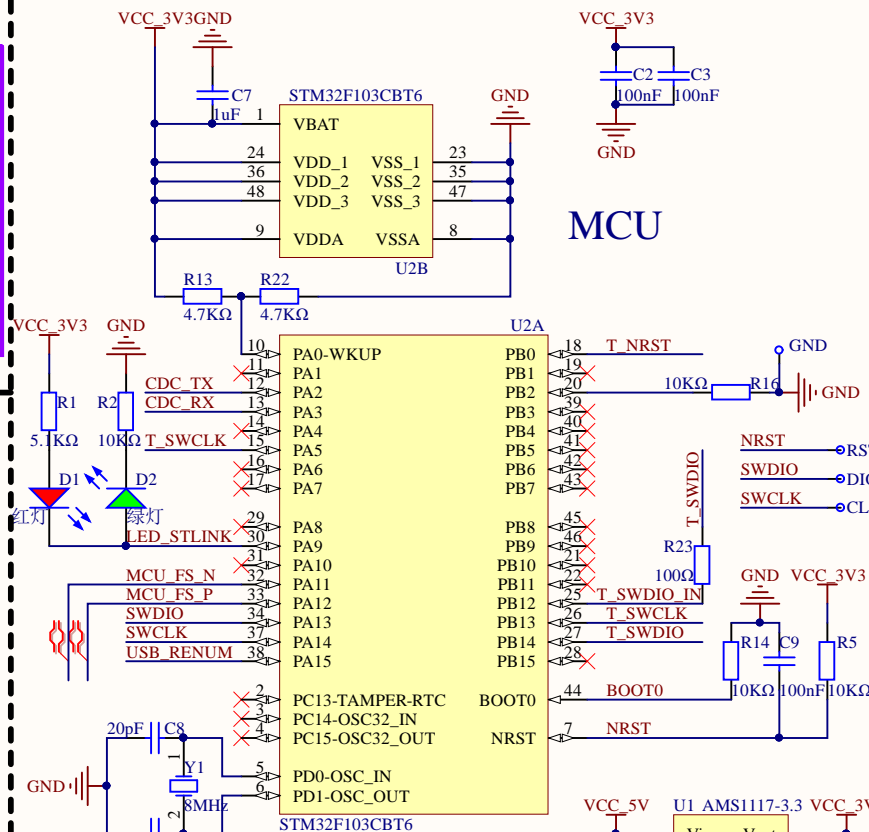 VCC_3V3
GND
VCC_3V3
C7
1uF
STM32F103CBT6
GND
C2
C3
100nF
100nF
GND
1
VBAT
24
VDD_1
VSS_1
23
36
VDD_2
VSS_2
35
48
VDD_3
VSS_3
47
9
VDDA
VSSA
8
U2B
MCU
R13
R22
4.7KΩ
4.7KΩ
VCC_3V3
GND
U2A
10
PA0-WKUP
PB0
18
T_NRST
GND
11
PA1
PB1
19
CDC_TX
12
PA2
PB2
20
10KΩ
R16
GND
R1
R2
CDC_RX
13
PA3
PB3
39
14
PA4
PB4
40
5.1KΩ
10KΩ
T_SWCLK
15
PA5
PB5
41
NRST
RS
16
PA6
PB6
42
SWDIO
DIO
17
PA7
PB7
43
SWCLK
CL
D1
D2
红灯
绿灯
T_SWDIO
29
PA8
PB8
45
LED_STLINK
30
PA9
PB9
46
31
PA10
PB10
21
R23
100Ω
MCU_FS_N
32
PA11
PB11
22
GND
VCC_3V3
MCU_FS_P
33
PA12
PB12
25
T_SWDIO_IN
SWDIO
34
PA13
PB13
26
T_SWCLK
SWCLK
37
PA14
PB14
27
T_SWDIO
R14
C9
R5
USB_RENUM
38
PA15
PB15
28
10KΩ
100nF
10KΩ
2
PC13-TAMPER-RTC
BOOT0
44
BOOT0
3
PC14-OSC32_IN
4
PC15-OSC32_OUT
NRST
7
NRST
20pF
C8
1
Y1
8MHz
2
GND
5
PD0-OSC_IN
6
PD1-OSC_OUT
STM32F103CBT6
VCC_5V
U1
AMS1117-3.3
VCC_3V